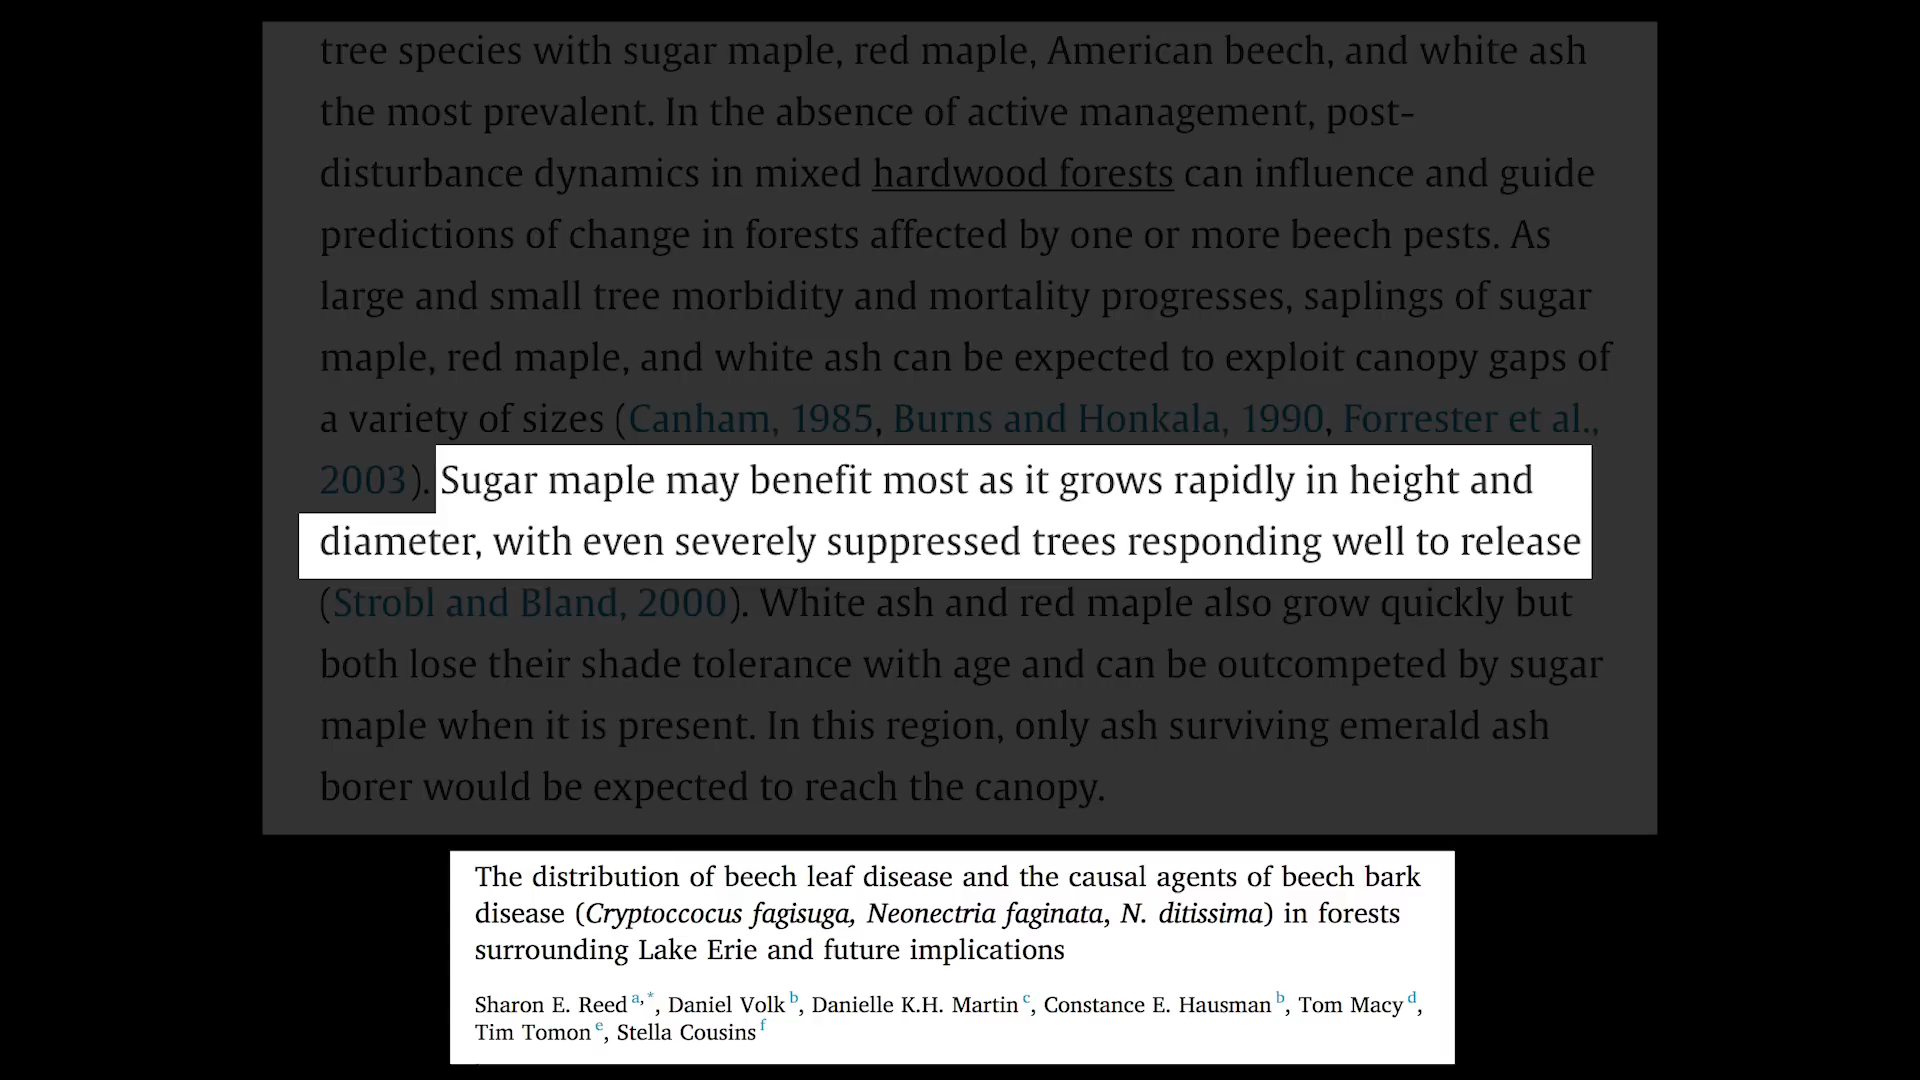 tree species with sugar maple, red maple, American beech, and white ash
the most prevalent. In the absence of active management, post-
disturbance dynamics in mixed hardwood forests can influence and guide
predictions of change in forests affected by one or more beech pests. As
large and small tree morbidity and mortality progresses, saplings of sugar
maple, red maple, and white ash can be expected to exploit canopy gaps of
a variety of sizes (Canham, 1985, Burns and Honkala, 1990, Forrester et al.,
2003). Sugar maple may benefit most as it grows rapidly in height and
diameter, with even severely suppressed trees responding well to release
(Strobl and Bland, 2000). White ash and red maple also grow quickly but
both lose their shade tolerance with age and can be outcompeted by sugar
maple when it is present. In this region, only ash surviving emerald ash
borer would be expected to reach the canopy.
The distribution of beech leaf disease and the causal agents of beech bark
disease (Cryptoccocus fagisuga, Neonectria faginata, N. ditissima) in forests
surrounding Lake Erie and future implications
Sharon E. Reed a,*, Daniel Volk b, Danielle K.H. Martin c, Constance E. Hausman b, Tom Macy d,
Tim Tomon e, Stella Cousins f